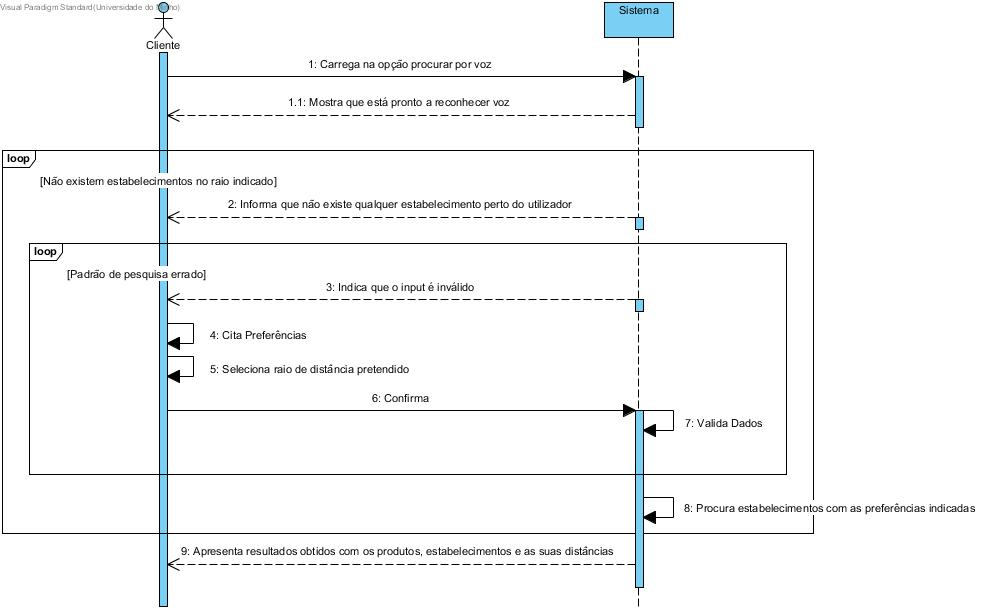 Visual Paradigm Standard(Universidade do Minho)
Sistema
Cliente
1: Carrega na opção procurar por voz
1.1: Mostra que está pronto a reconhecer voz
loop
[Não existem estabelecimentos no raio indicado]
2: Informa que não existe qualquer estabelecimento perto do utilizador
loop
[Padrão de pesquisa errado]
3: Indica que o input é inválido
4: Cita Preferências
5: Seleciona raio de distância pretendido
6: Confirma
7: Valida Dados
8: Procura estabelecimentos com as preferências indicadas
9: Apresenta resultados obtidos com os produtos, estabelecimentos e as suas distâncias